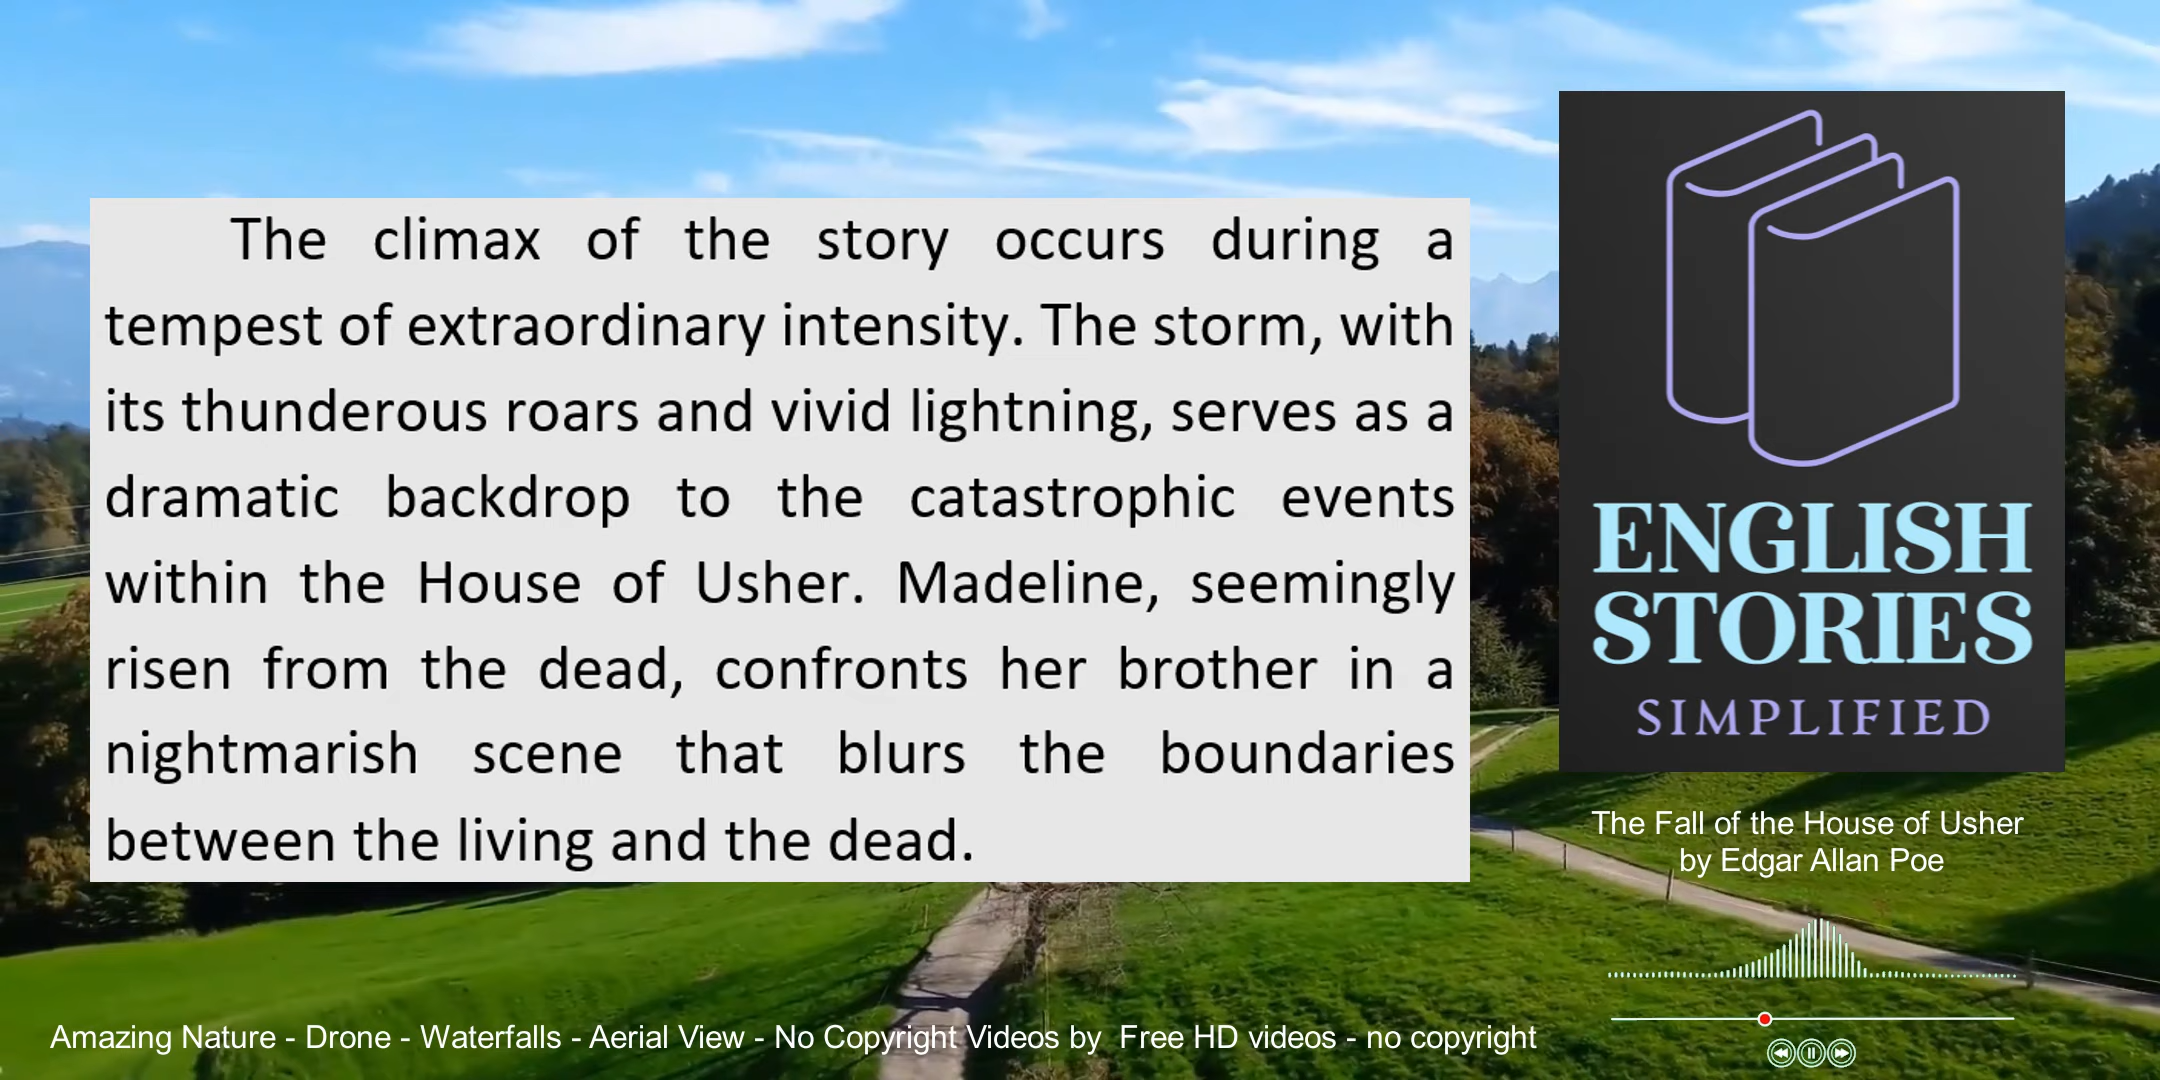 The climax of the story occurs during a
tempest of extraordinary intensity. The storm, with
its thunderous roars and vivid lightning, serves as a
dramatic backdrop to the catastrophic events
within the House of Usher. Madeline, seemingly
risen from the dead, confronts her brother in a
nightmarish scene that blurs the boundaries
between the living and the dead.
ENGLISH
STORIES
SIMPLIFIED
The Fall of the House of Usher
by Edgar Allan Poe
Amazing Nature - Drone - Waterfalls - Aerial View - No Copyright Videos by  Free HD videos - no copyright